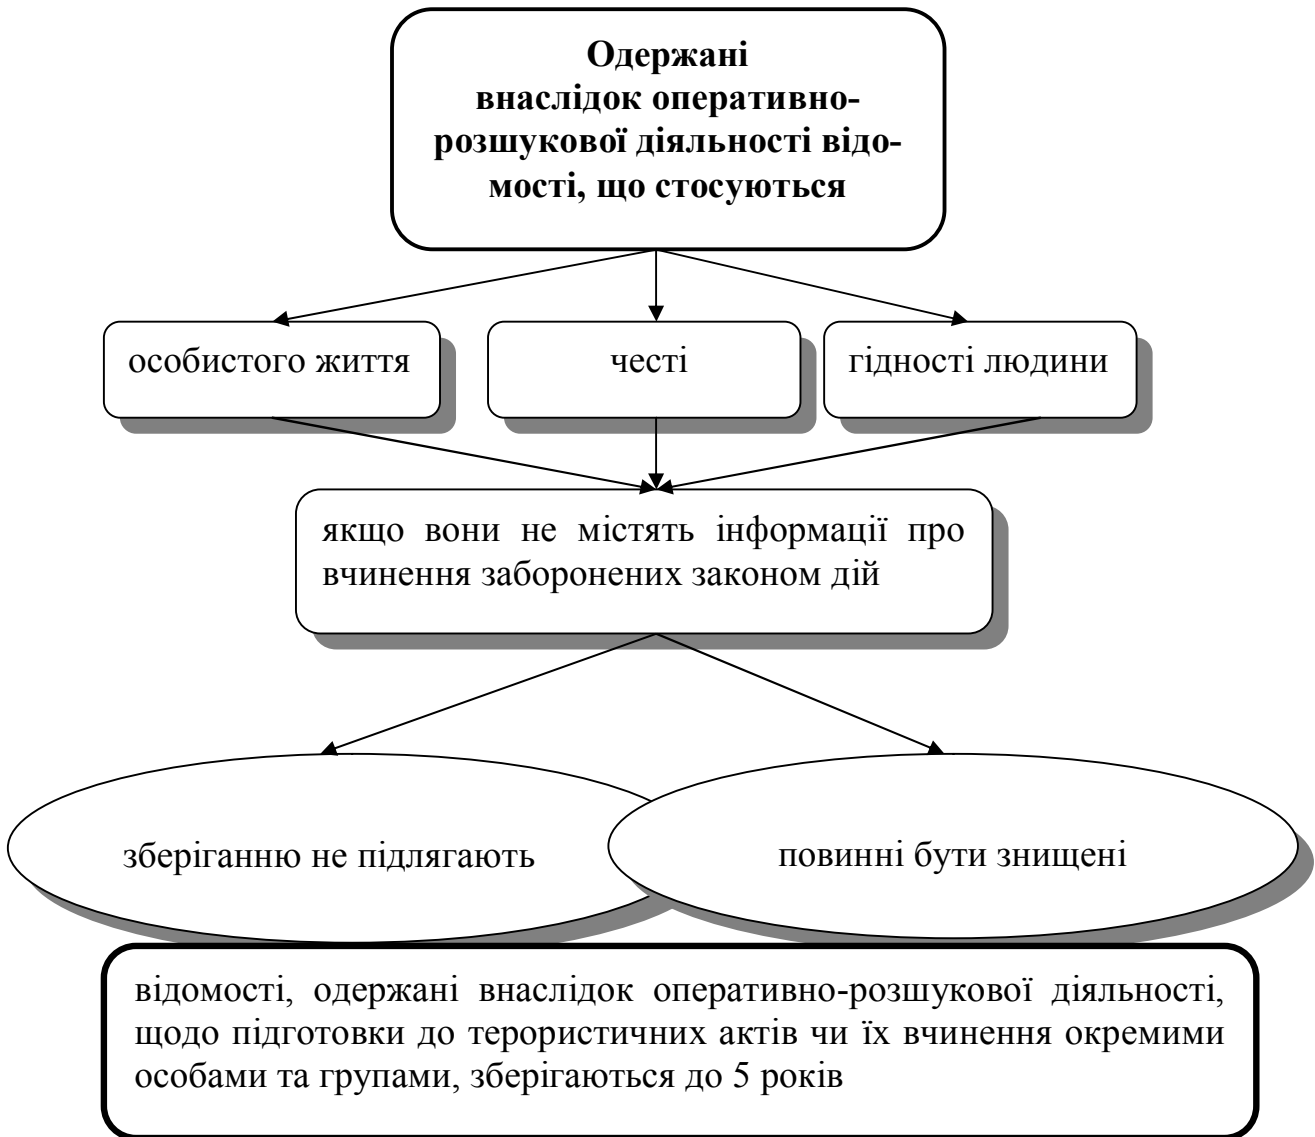 Одержані
внаслідок оперативно-
розшукової діяльності відо-
мості, що стосуються
особистого життя
честі
гідності людини
якщо вони не містять інформації про
вчинення заборонених законом дій
зберіганню не підлягають
повинні бути знищені
відомості, одержані внаслідок оперативно-розшукової діяльності,
щодо підготовки до терористичних актів чи їх вчинення окремими
особами та групами, зберігаються до 5 років